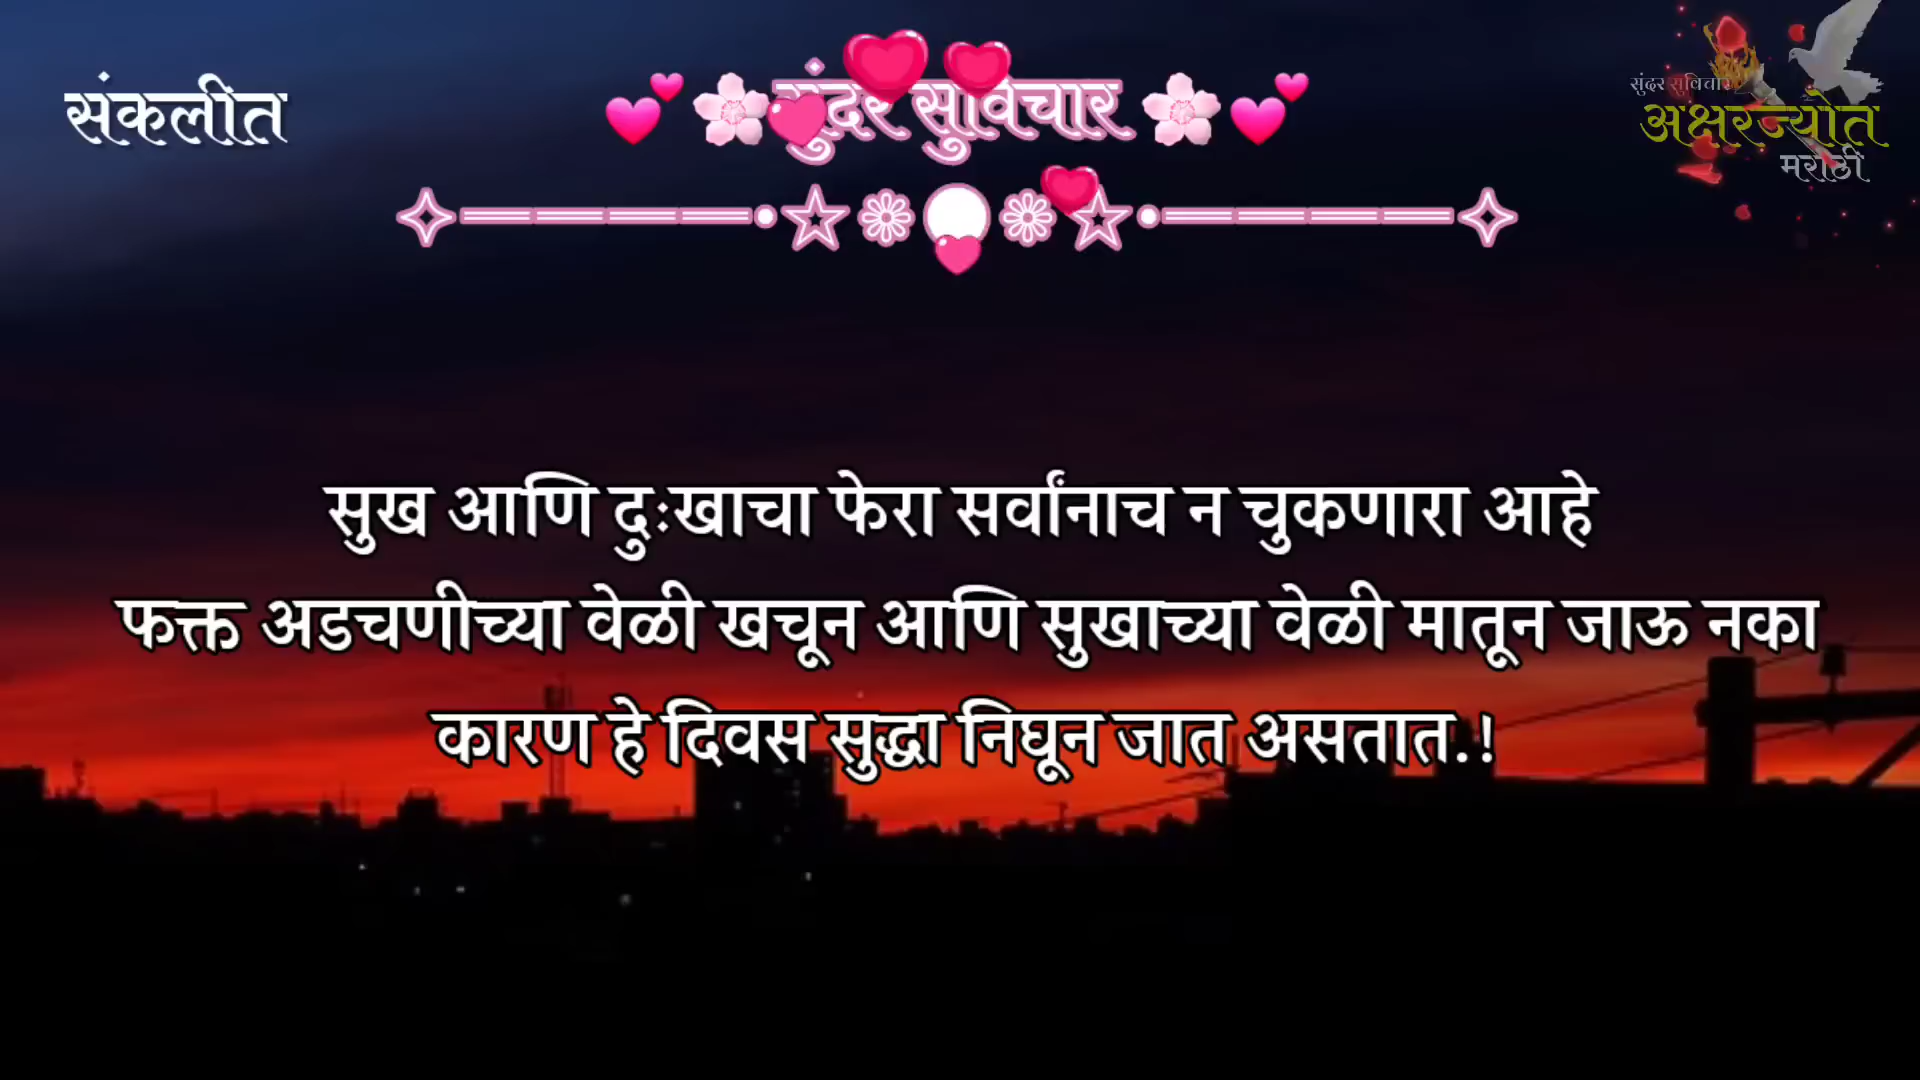 संकलीत
सुंदर सुविचार
सुंदर सुविचार
अक्षरज्योत
मराठी
सुख आणि दुःखाचा फेरा सर्वांनाच न चुकणारा आहे
फक्त अडचणीच्या वेळी खचून आणि सुखाच्या वेळी मातून जाऊ नका
कारण हे दिवस सुद्धा निघून जात असतात.!